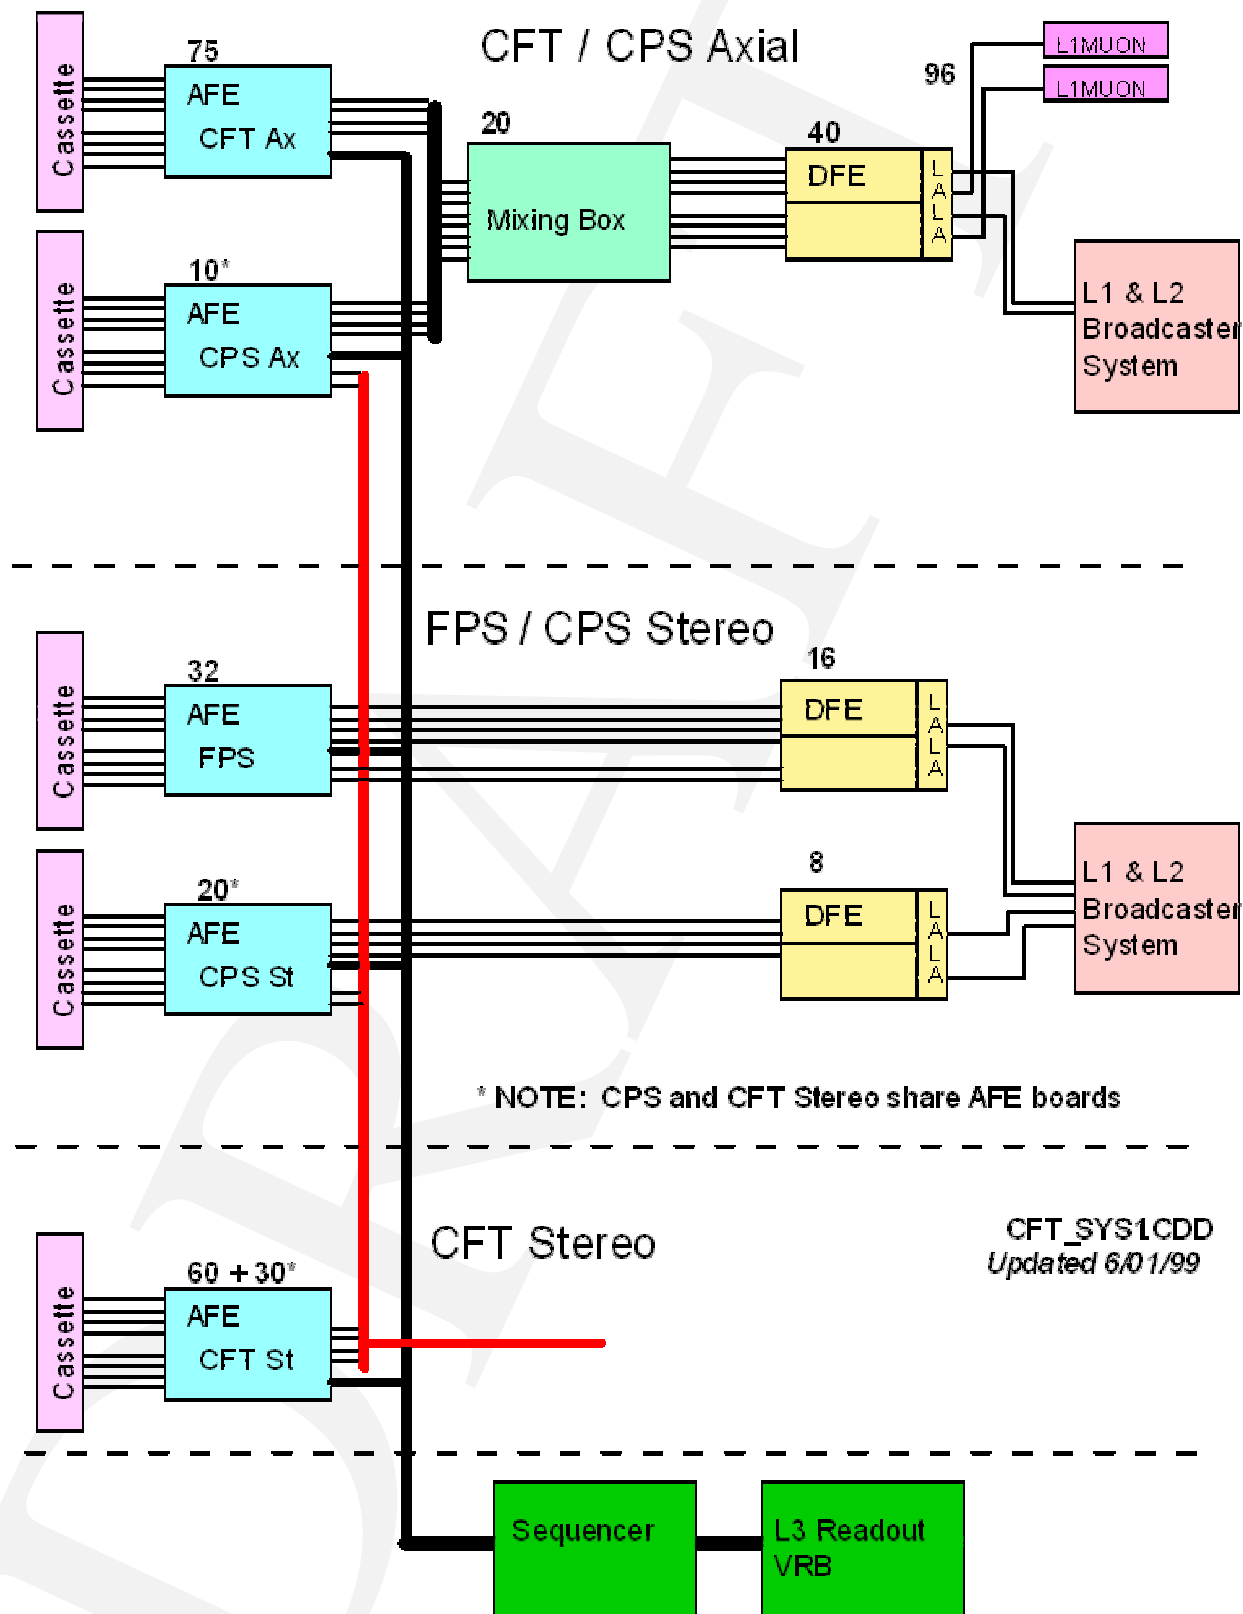 CFT / CPS Axial
L1MUON
L1MUON
96
Cassette
75
AFE
CFT Ax
20
Mixing Box
40
DFE
L
A
L
A
Cassette
10*
AFE
CPS Ax
L1 & L2
Broadcaster
System
FPS / CPS Stereo
Cassette
32
AFE
FPS
16
DFE
L
A
L
A
Cassette
20*
AFE
CPS St
8
DFE
L
A
L
A
L1 & L2
Broadcaster
System
* NOTE: CPS and CFT Stereo share AFE boards
CFT Stereo
CFT_SYS1.CDD
Updated 6/01/99
Cassette
60 + 30*
AFE
CFT St
Sequencer
L3 Readout
VRB
DRAFT